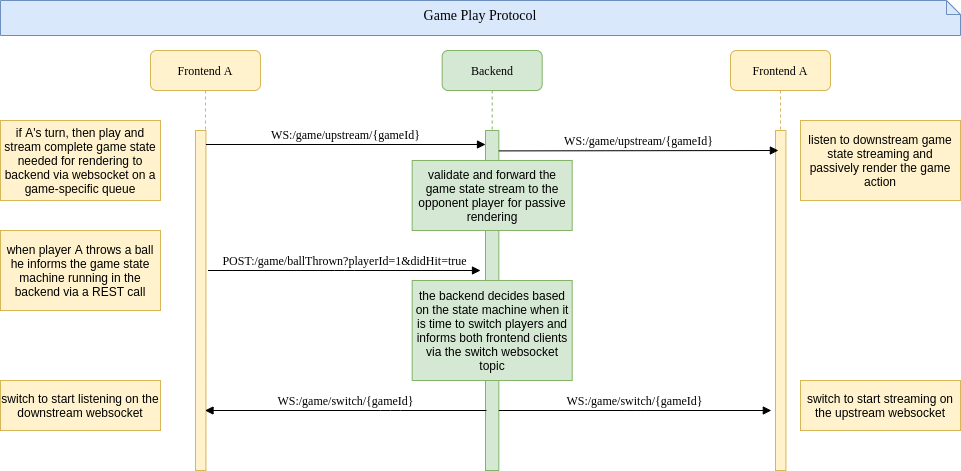 Game Play Protocol
Frontend A
Backend
Frontend A
if A's turn, then play and
stream complete game state
needed for rendering to
backend via websocket on a
game-specific queue
WS:/game/upstream/{gameId}
WS:/game/upstream/{gameId}
listen to downstream game
state streaming and
passively render the game
action
validate and forward the
game state stream to the
opponent player for passive
rendering
when player A throws a ball
he informs the game state
machine running in the
backend via a REST call
POST:/game/ballThrown?playerId=1&didHit=true
the backend decides based
on the state machine when it
is time to switch players and
informs both frontend clients
via the switch websocket
topic
switch to start listening on the
downstream websocket
WS:/game/switch/{gameId}
WS:/game/switch/{gameId}
switch to start streaming on
the upstream websocket